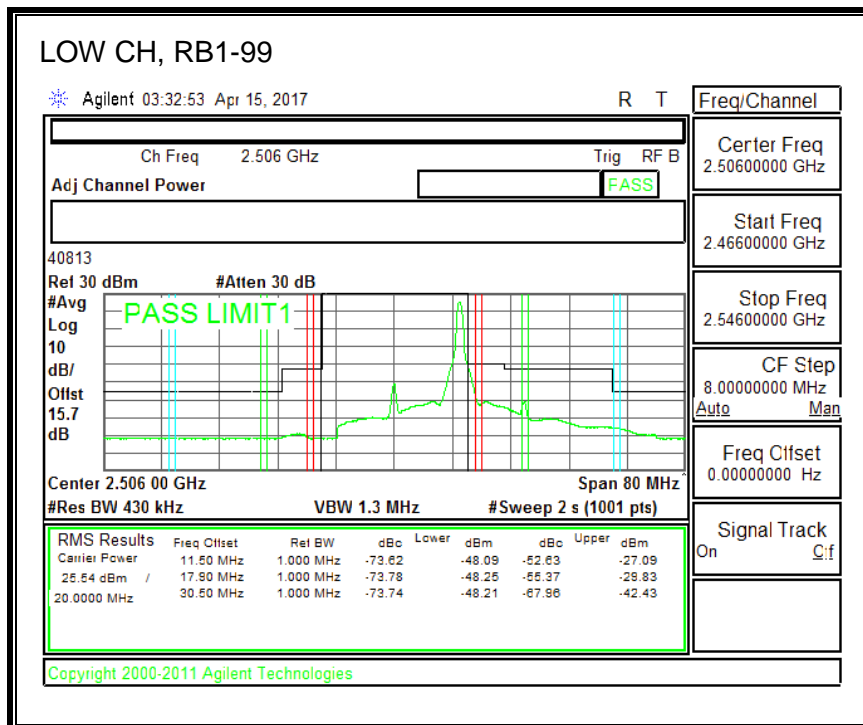 LOW CH, RB1-99
Agilent 03:32:53 Apr 15, 2017 R T
Freq/Channel
Ch Freq 2.506 GHz Trig RF B
Adj Channel Power PASS
Center Freq
2.50600000 GHz
Start Freq
2.46600000 GHz
Stop Freq
2.54600000 GHz
CF Step
8.00000000 MHz
Auto Man
Freq Offset
0.00000000 Hz
Signal Track
On Off
40813
Ref 30 dBm #Atten 30 dB
#Avg
Log
10
dB/
Offst
15.7
dB
PASS LIMIT1
Center 2.506 00 GHz Span 80 MHz^
#Res BW 430 kHz VBW 1.3 MHz #Sweep 2 s (1001 pts)
RMS Results Freq Offset Ref BW dBc Lower dBm dBc Upper dBm
Carrier Power 11.50 MHz 1.000 MHz -73.62 -48.09 -52.63 -27.09
25.54 dBm / 17.90 MHz 1.000 MHz -73.78 -48.25 -55.37 -29.83
20.0000 MHz 30.50 MHz 1.000 MHz -73.74 -48.21 -67.96 -42.43
Copyright 2000-2011 Agilent Technologies